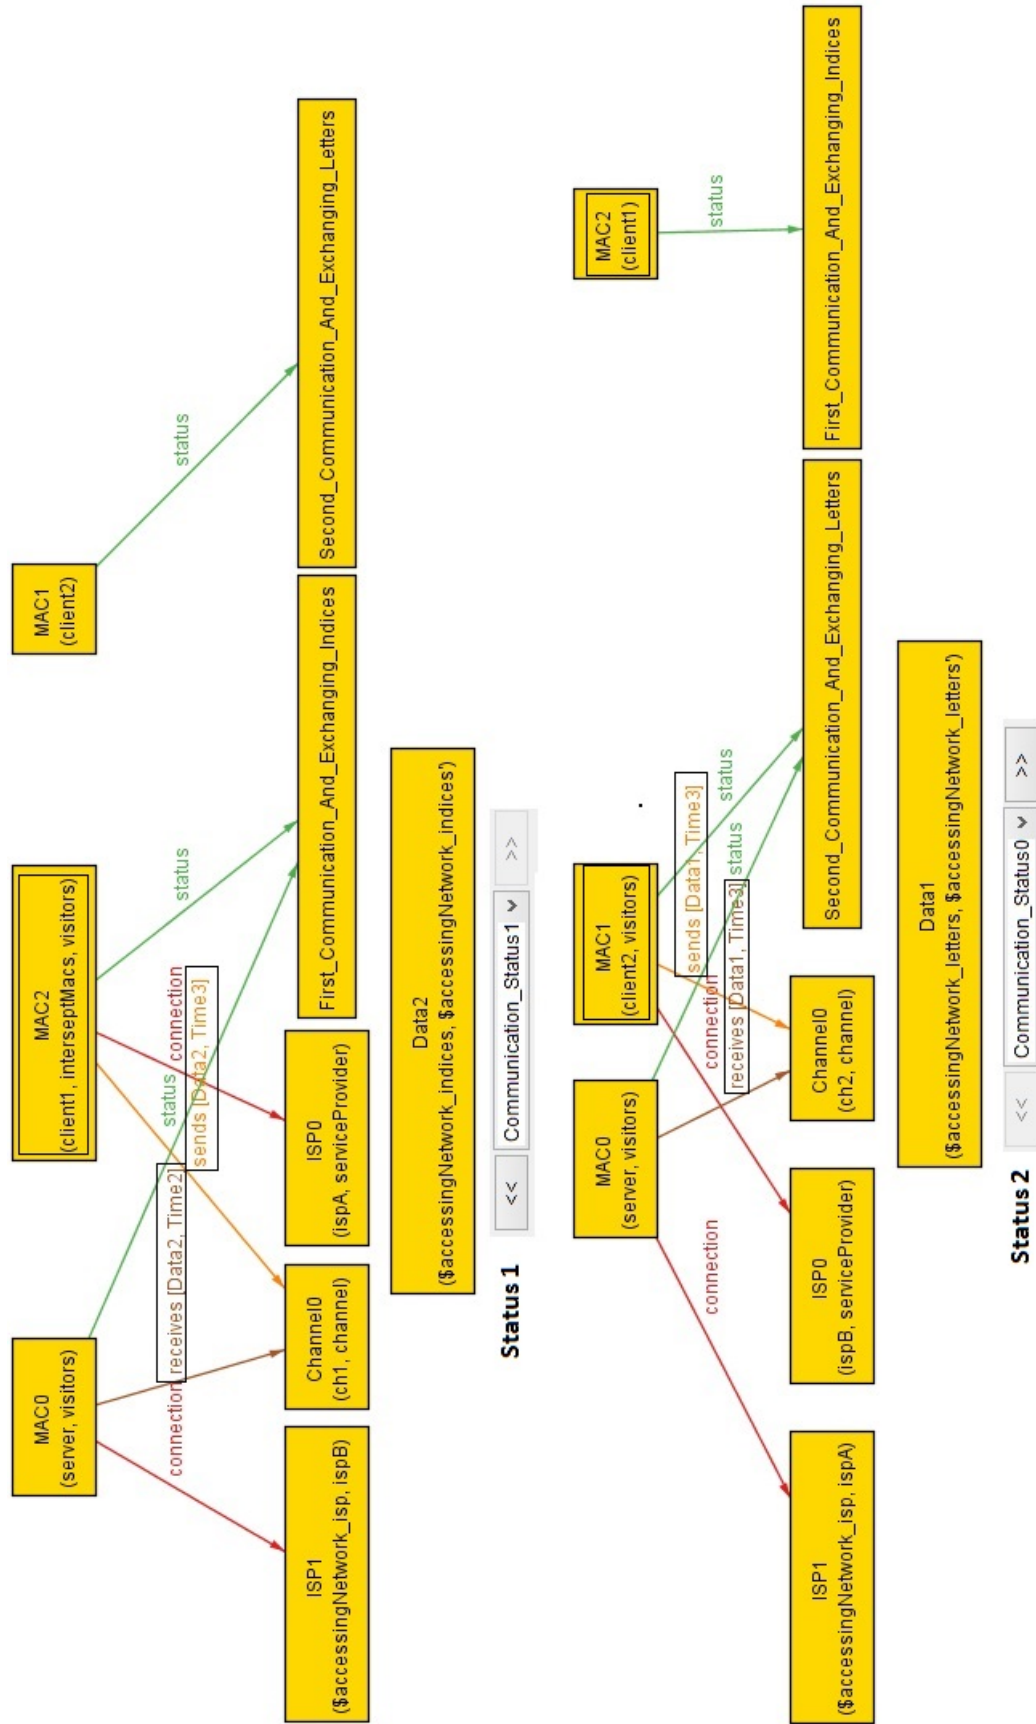 MAC0
(server, visitors)
MAC2
(client1, interseptMacs, visitors)
MAC1
(client2)
connection
receives [Data2, Time2]
status
sends [Data2, Time3]
connection
status
status
ISP1
($accessingNetwork_isp, ispB)
Channel0
(ch1, channel)
ISP0
(ispA, serviceProvider)
First_Communication_And_Exchanging_Indices
Second_Communication_And_Exchanging_Letters
Data2
($accessingNetwork_indices, $accessingNetwork_indices')
Status 1
<<
Communication_Status1
>>
MAC0
(server, visitors)
MAC1
(client2, visitors)
MAC2
(client1)
connection
connection
receives [Data1, Time3]
sends [Data1, Time3]
status
status
status
ISP1
($accessingNetwork_isp, ispA)
ISP0
(ispB, serviceProvider)
Channel0
(ch2, channel)
Second_Communication_And_Exchanging_Letters
First_Communication_And_Exchanging_Indices
Data1
($accessingNetwork_letters, $accessingNetwork_letters')
Status 2
<<
Communication_Status0
>>